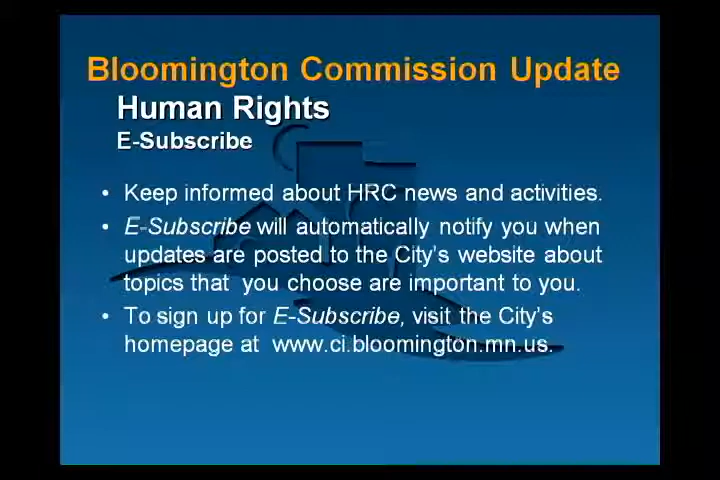 Bloomington Commission Update
Human Rights
E-Subscribe
• Keep informed about HRC news and activities.
• E-Subscribe will automatically notify you when
updates are posted to the City's website about
topics that you choose are important to you.
• To sign up for E-Subscribe, visit the City's
homepage at www.ci.bloomington.mn.us.